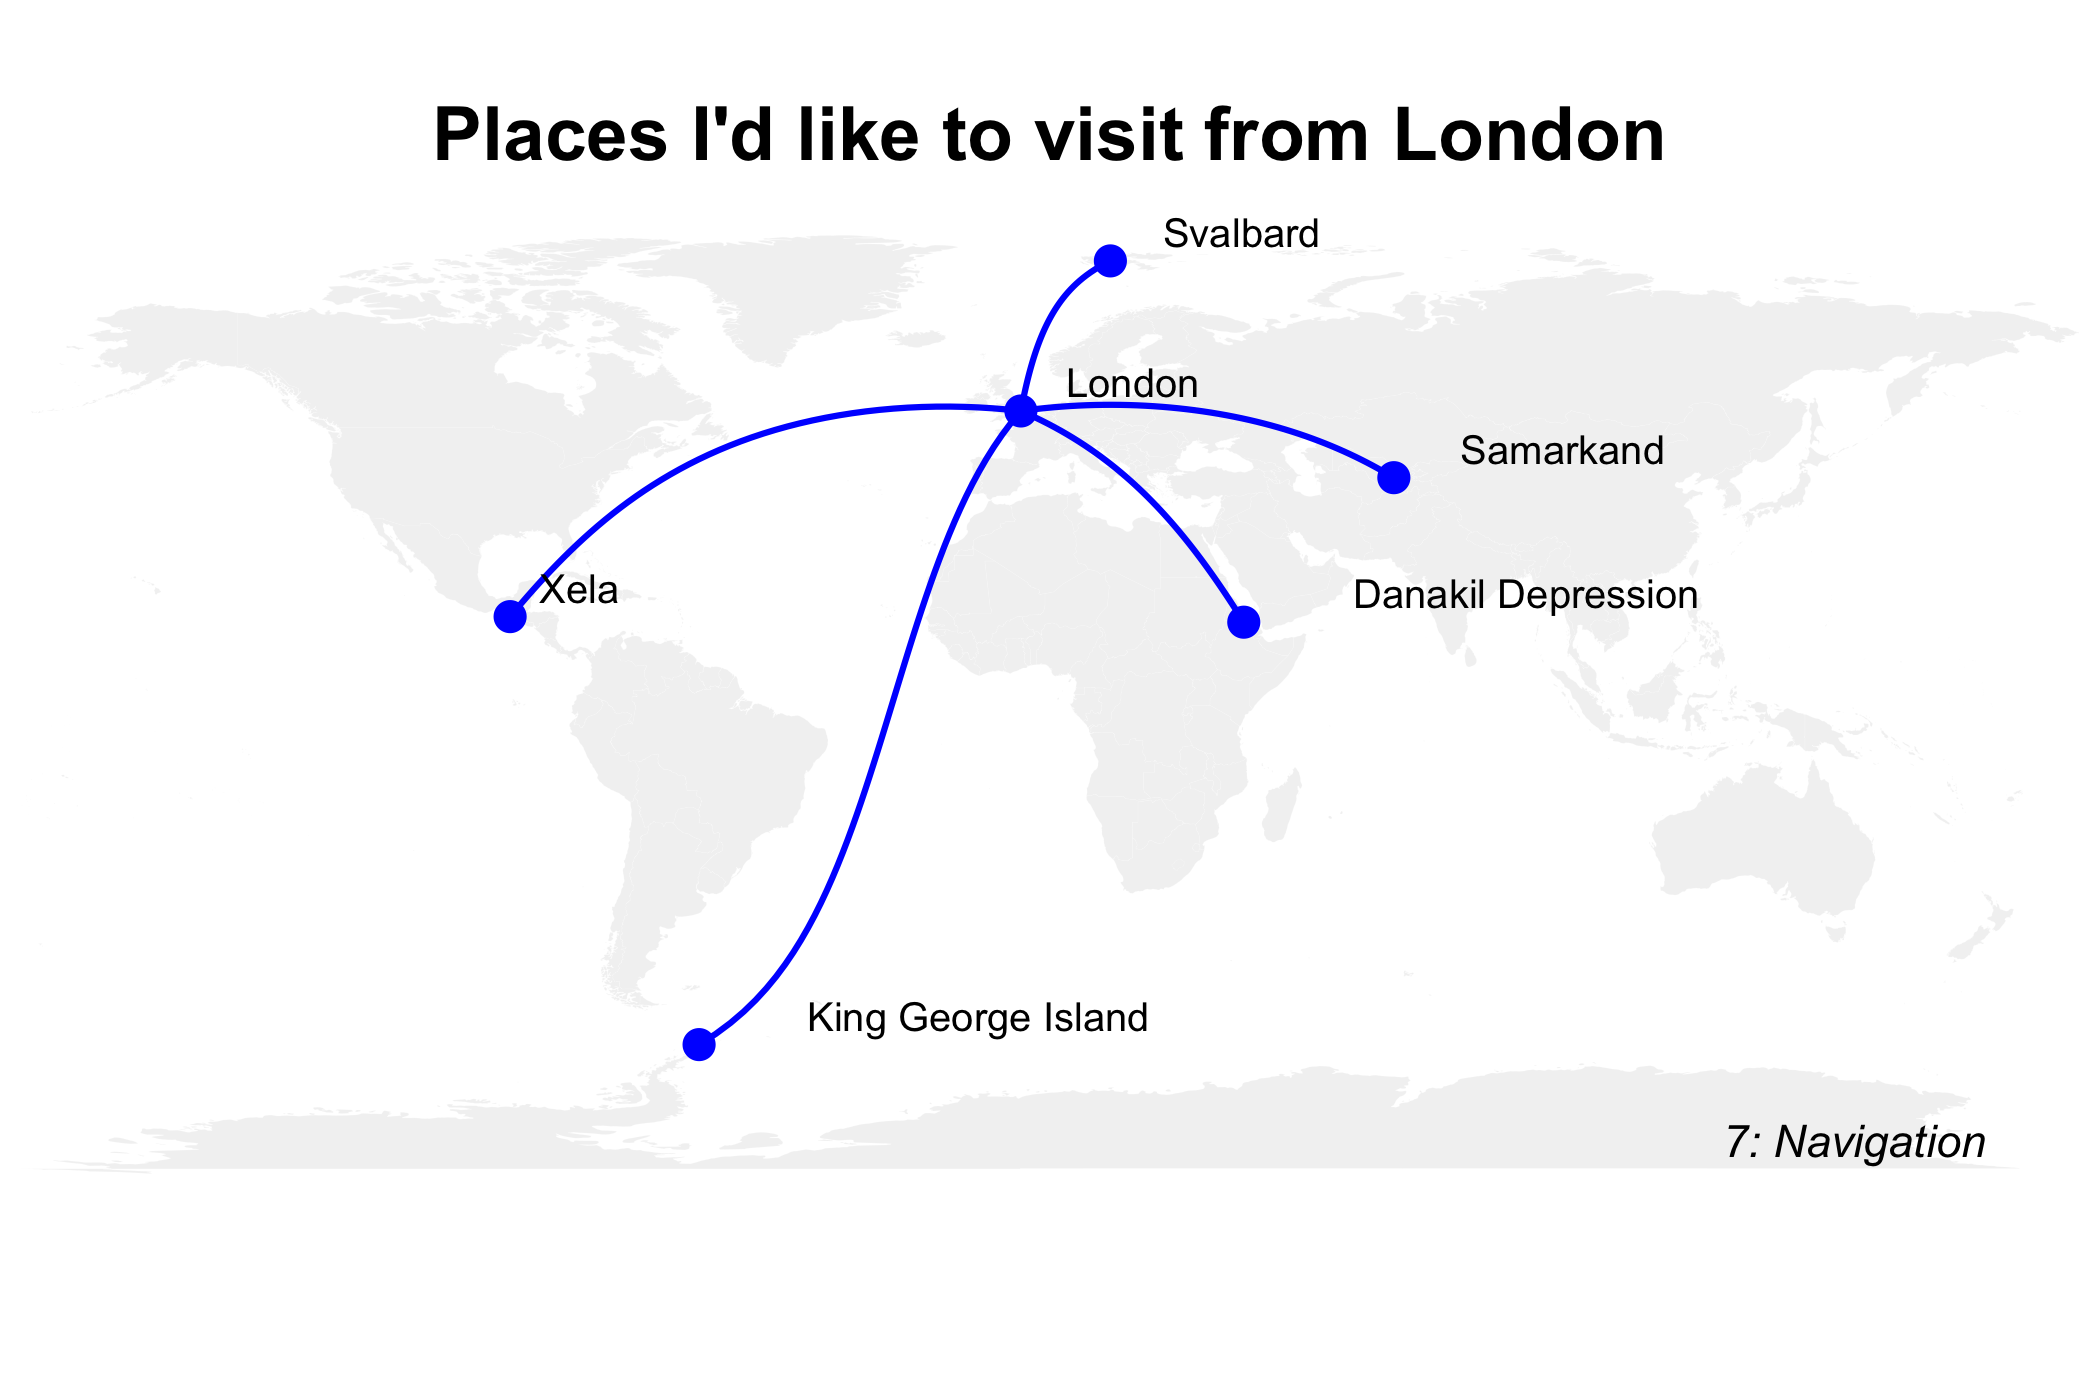 Places I'd like to visit from London
Svalbard
London
Samarkand
Xela
Danakil Depression
King George Island
7: Navigation